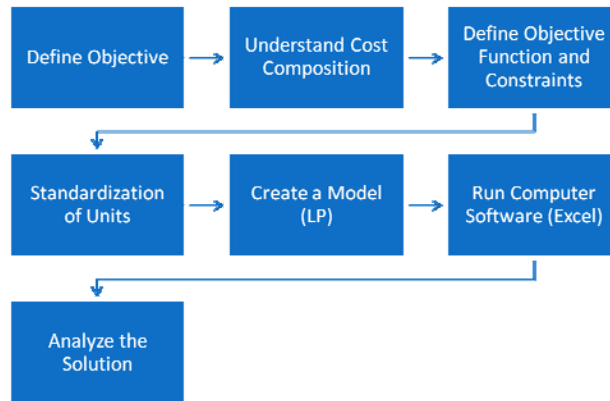 Define Objective
Understand Cost
Composition
Define Objective
Function and
Constraints
Standardization
of Units
Create a Model
(LP)
Run Computer
Software (Excel)
Analyze the
Solution